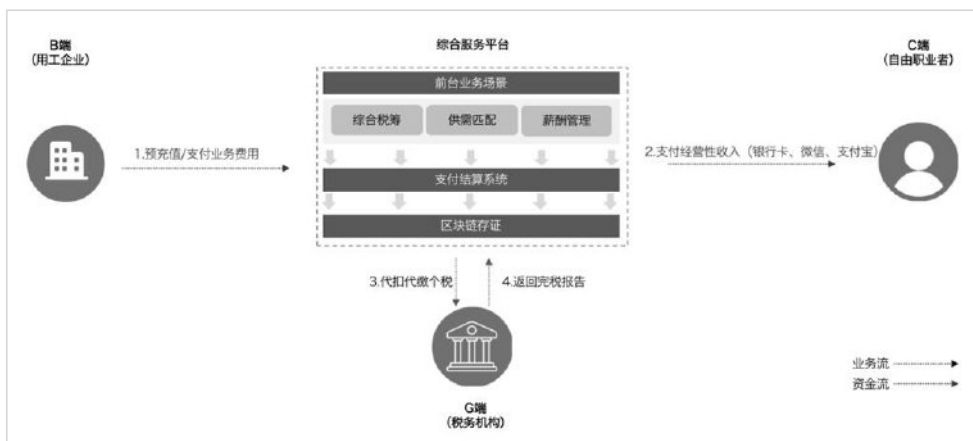 B端
（用工企业）
综合服务平台
C端
（自由职业者）
前台业务场景
综合税筹
供需匹配
薪酬管理
1.预充值/支付业务费用
2.支付经营性收入（银行卡、微信、支付宝）
支付结算系统
区块链存证
3.代扣代缴个税
4.返回完税报告
G端
（税务机构）
业务流
资金流